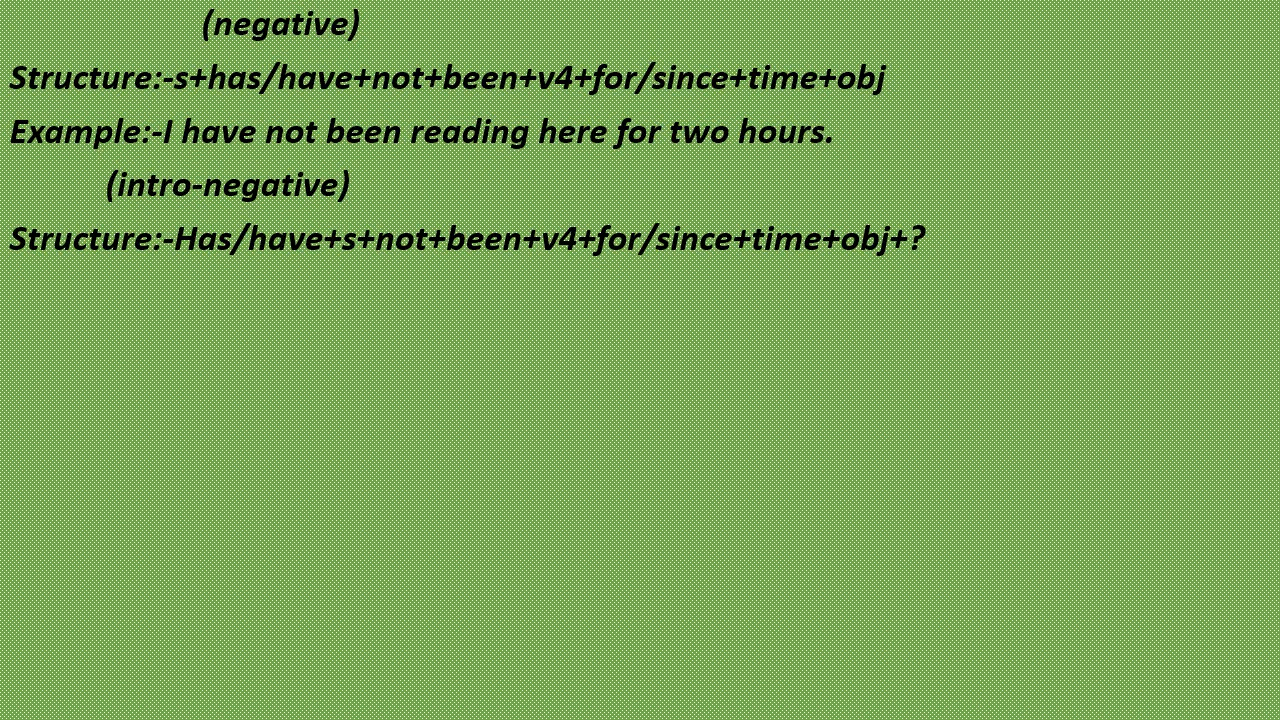 (negative)
Structure:-s+has/have+not+been+v4+for/since+time+obj
Example:-I have not been reading here for two hours.
(intro-negative)
Structure:-Has/have+s+not+been+v4+for/since+time+obj+?